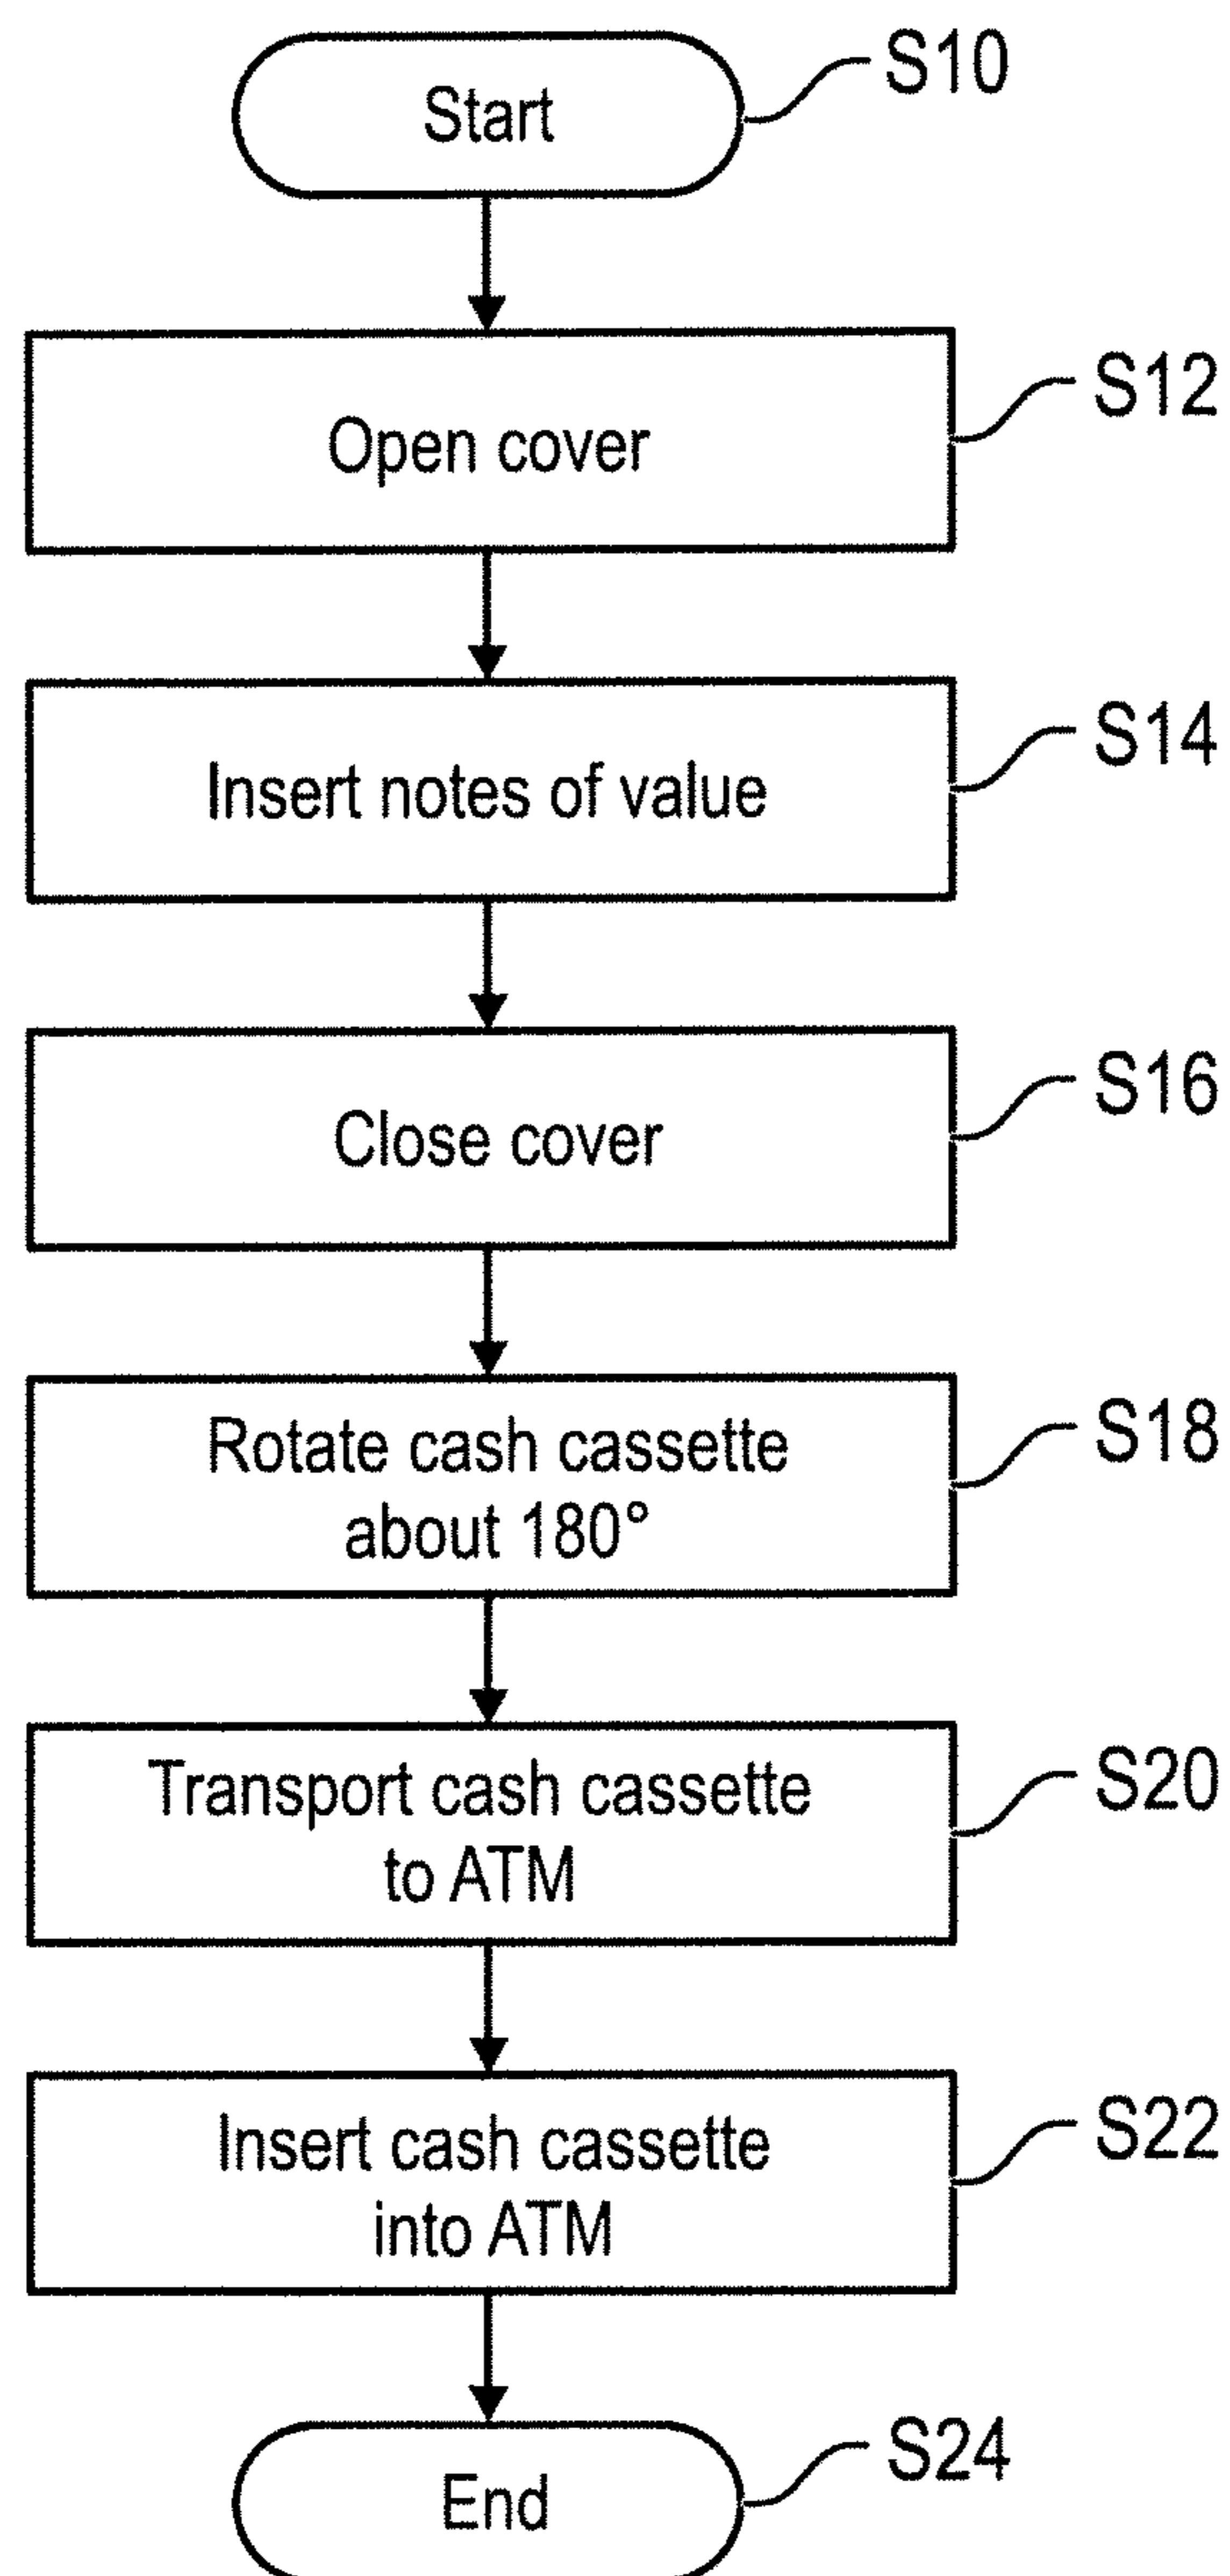 Start
S10
Open cover
S12
Insert notes of value
S14
Close cover
S16
Rotate cash cassette
about 180°
S18
Transport cash cassette
to ATM
S20
Insert cash cassette
into ATM
S22
End
S24